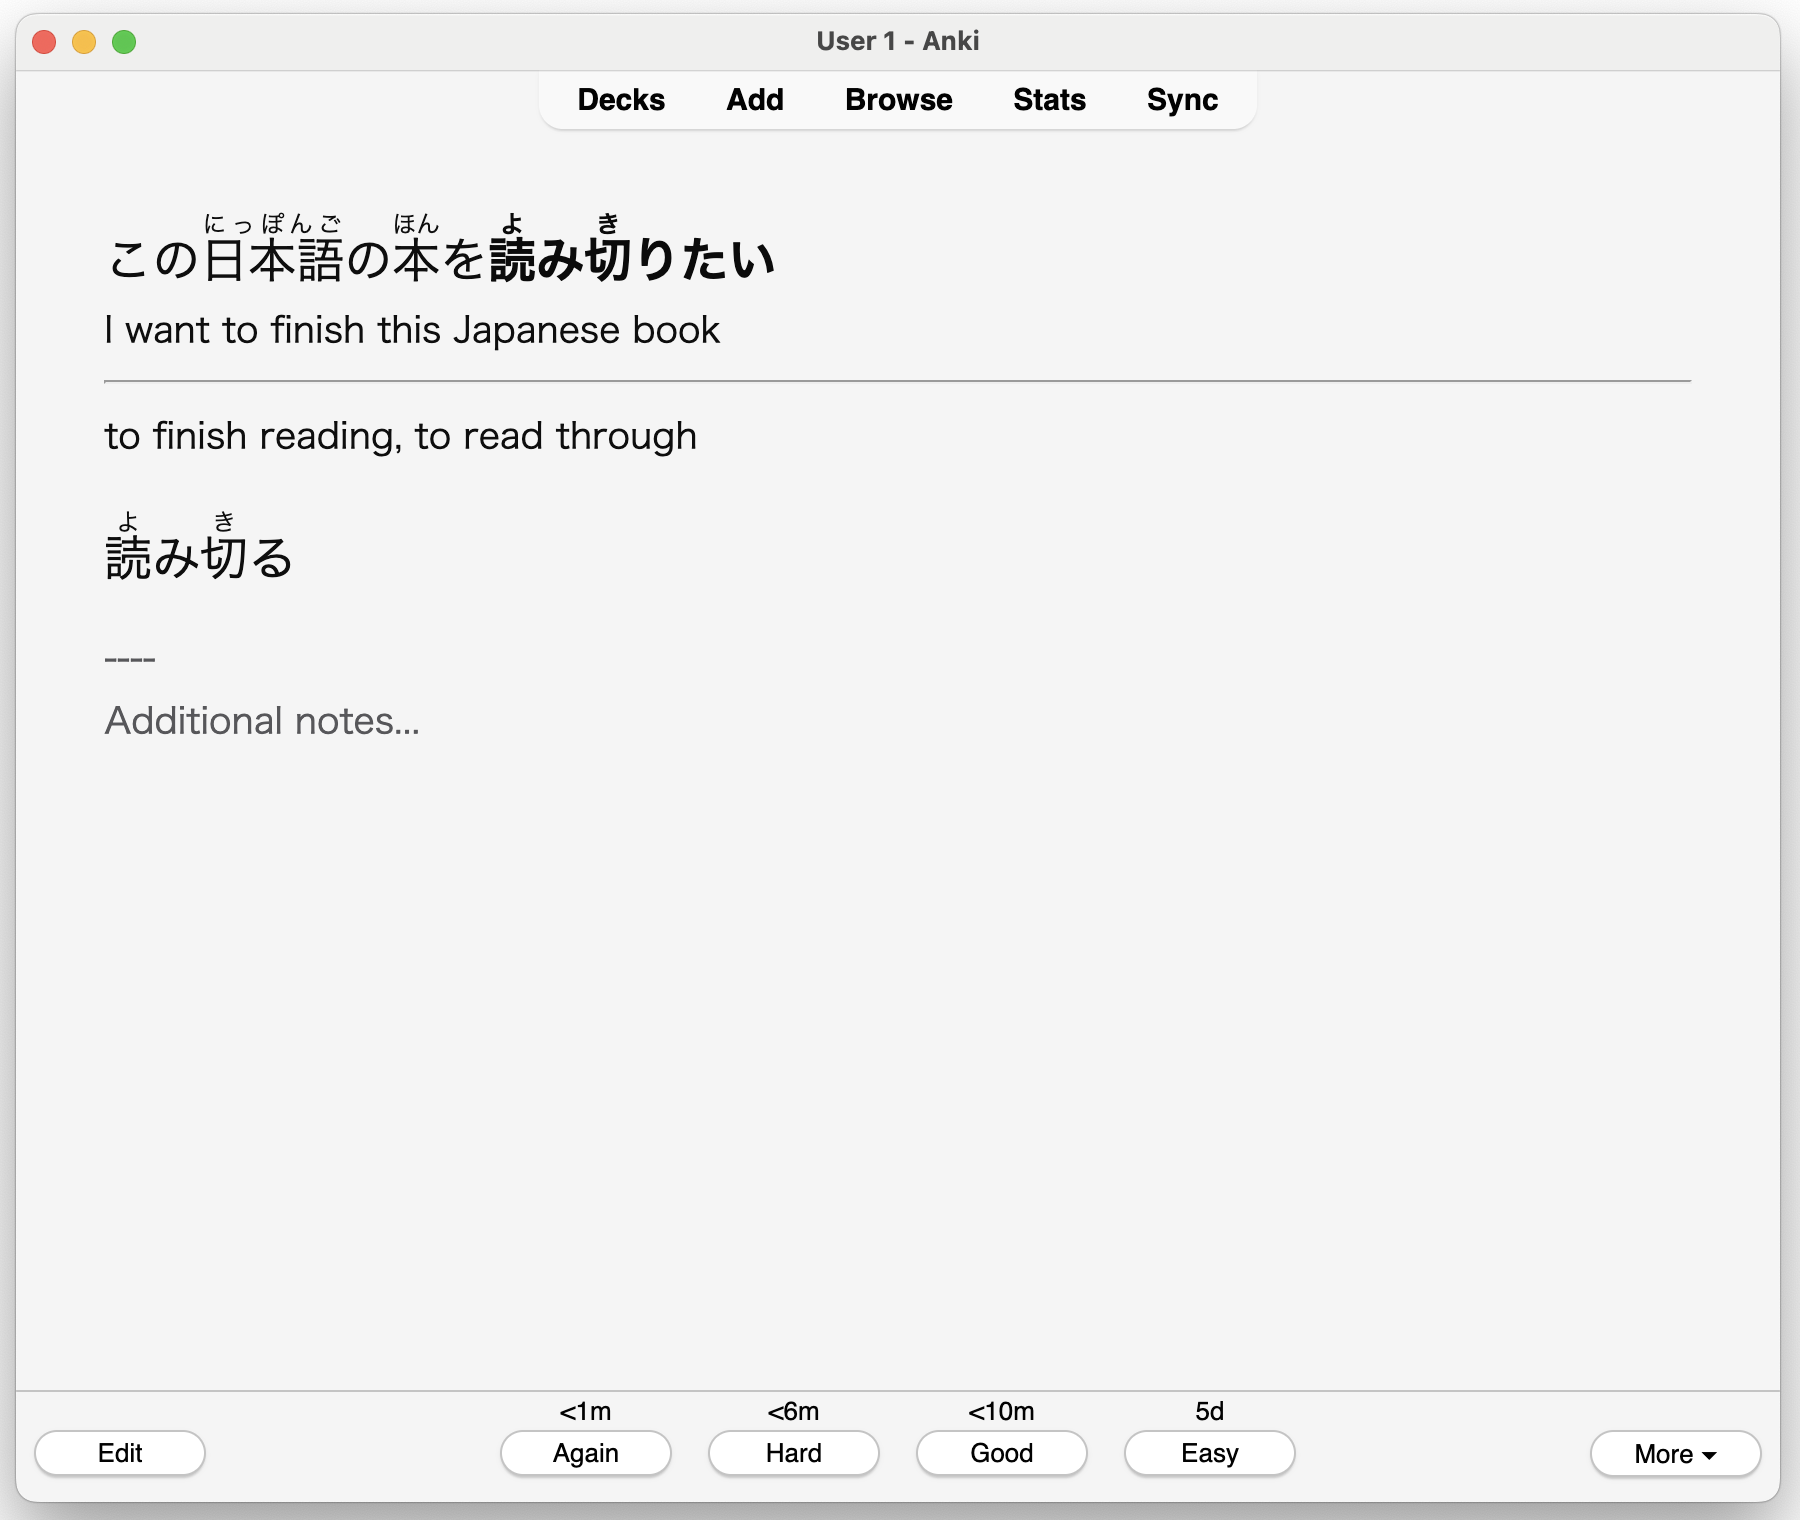 User 1 - Anki
Decks Add Browse Stats Sync
にっぽんご ほん よ き
この日本語の本を読み切りたい
I want to finish this Japanese book
to finish reading, to read through
よ き
読み切る
----
Additional notes...
<1m <6m <10m 5d
Edit Again Hard Good Easy More